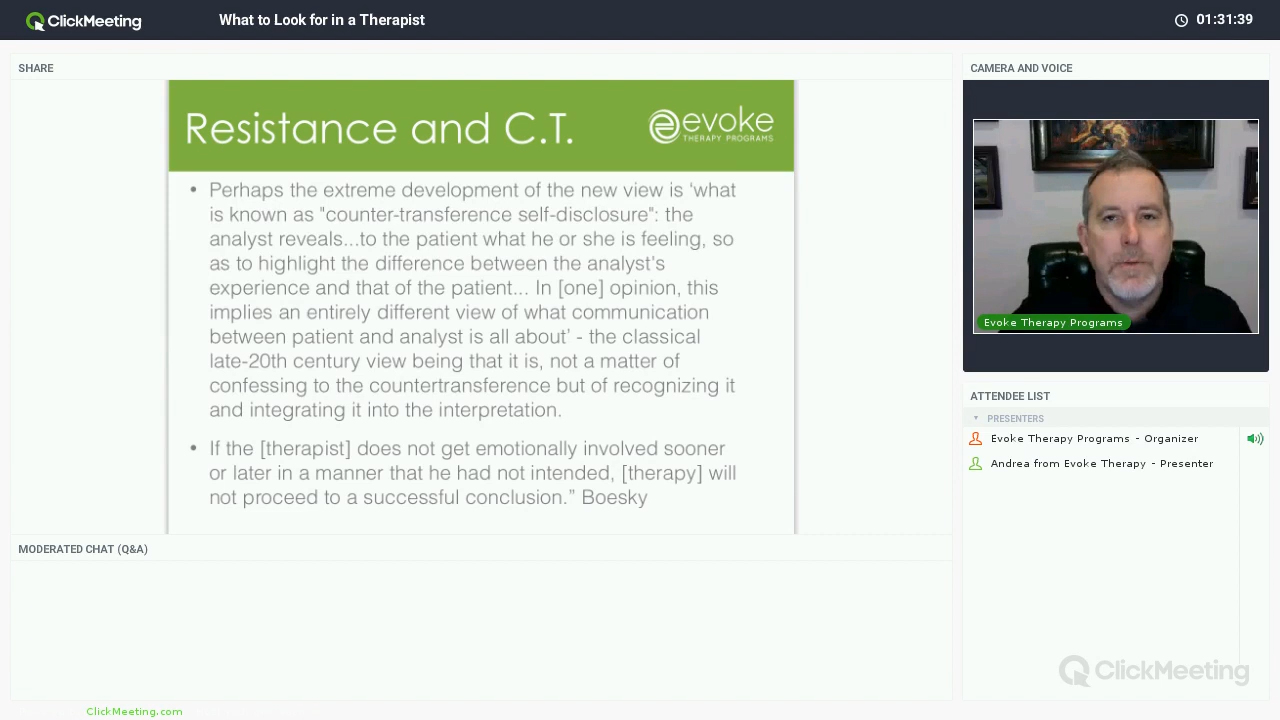 ClickMeeting
What to Look for in a Therapist
01:31:39
SHARE
Resistance and C.T.
evoke
THERAPY PROGRAMS
• Perhaps the extreme development of the new view is ‘what
is known as "counter-transference self-disclosure": the
analyst reveals...to the patient what he or she is feeling, so
as to highlight the difference between the analyst's
experience and that of the patient... In [one] opinion, this
implies an entirely different view of what communication
between patient and analyst is all about’ - the classical
late-20th century view being that it is, not a matter of
confessing to the countertransference but of recognizing it
and integrating it into the interpretation.
• If the [therapist] does not get emotionally involved sooner
or later in a manner that he had not intended, [therapy] will
not proceed to a successful conclusion.” Boesky
MODERATED CHAT (Q&A)
CAMERA AND VOICE
Evoke Therapy Programs
ATTENDEE LIST
PRESENTERS
Evoke Therapy Programs - Organizer
Andrea from Evoke Therapy - Presenter
ClickMeeting
ClickMeeting.com